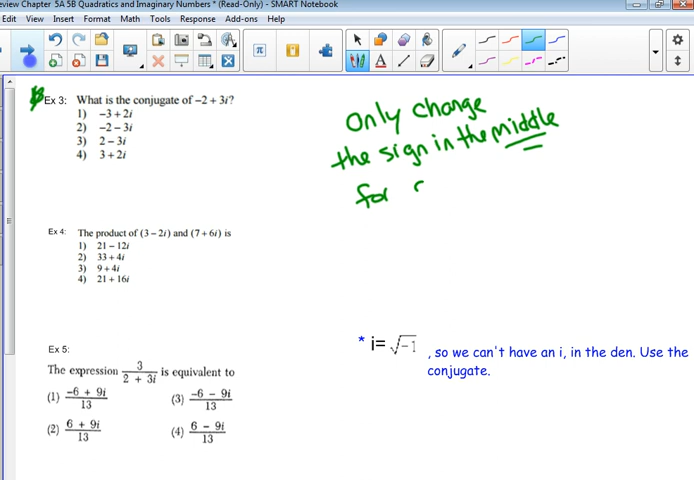 eview Chapter 5A 5B Quadratics and Imaginary Numbers * (Read-Only) - SMART Notebook
View Insert Format Math Tools Response Add-ons Help
Ex 3: What is the conjugate of –2 + 3i?
1) –3 + 2i
2) –2 – 3i
3) 2 – 3i
4) 3 + 2i
only change
the sign in the middle
for c
Ex 4: The product of (3 – 2i) and (7 + 6i) is
1) 21 – 12i
2) 33 + 4i
3) 9 + 4i
4) 21 + 16i
* i= √–1 , so we can't have an i, in the den. Use the
conjugate.
Ex 5:
The expression 3/(2 + 3i) is equivalent to
(1) (–6 + 9i)/13 (3) (–6 – 9i)/13
(2) (6 + 9i)/13 (4) (6 – 9i)/13